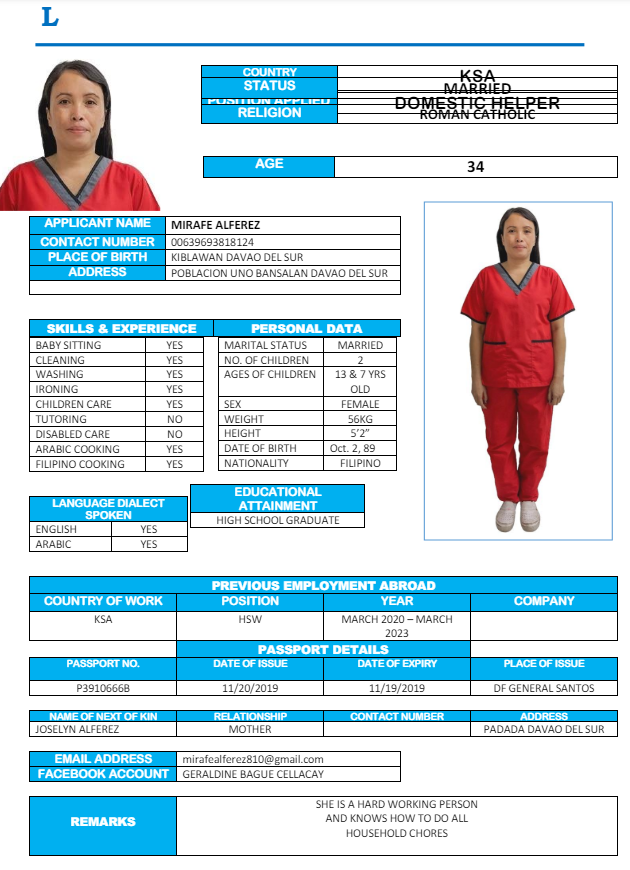 L
COUNTRY KSA
STATUS MARRIED
POSITION APPLIED DOMESTIC HELPER
RELIGION ROMAN CATHOLIC
AGE 34
APPLICANT NAME MIRAFE ALFEREZ
CONTACT NUMBER 00639693818124
PLACE OF BIRTH KIBLAWAN DAVAO DEL SUR
ADDRESS POBLACION UNO BANSALAN DAVAO DEL SUR
SKILLS & EXPERIENCE PERSONAL DATA
BABY SITTING YES MARITAL STATUS MARRIED
CLEANING YES NO. OF CHILDREN 2
WASHING YES AGES OF CHILDREN 13 & 7 YRS
IRONING YES OLD
CHILDREN CARE YES SEX FEMALE
TUTORING NO WEIGHT 56KG
DISABLED CARE NO HEIGHT 5’2”
ARABIC COOKING YES DATE OF BIRTH Oct. 2, 89
FILIPINO COOKING YES NATIONALITY FILIPINO
LANGUAGE DIALECT
SPOKEN
ENGLISH YES
ARABIC YES
EDUCATIONAL
ATTAINMENT
HIGH SCHOOL GRADUATE
PREVIOUS EMPLOYMENT ABROAD
COUNTRY OF WORK POSITION YEAR COMPANY
KSA HSW MARCH 2020 – MARCH
2023
PASSPORT DETAILS
PASSPORT NO. DATE OF ISSUE DATE OF EXPIRY PLACE OF ISSUE
P3910666B 11/20/2019 11/19/2019 DF GENERAL SANTOS
NAME OF NEXT OF KIN RELATIONSHIP CONTACT NUMBER ADDRESS
JOSELYN ALFEREZ MOTHER PADADA DAVAO DEL SUR
EMAIL ADDRESS mirafealferez810@gmail.com
FACEBOOK ACCOUNT GERALDINE BAGUE CELLACAY
REMARKS
SHE IS A HARD WORKING PERSON
AND KNOWS HOW TO DO ALL
HOUSEHOLD CHORES